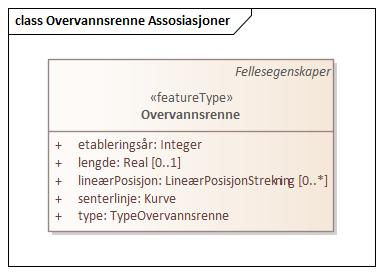 class Overvannsrenne Assosiasjoner
Fellesegenskaper
«featureType»
Overvannsrenne
+ etableringsår: Integer
+ lengde: Real [0..1]
+ lineærPosisjon: LineærPosisjonStrekning [0..*]
+ senterlinje: Kurve
+ type: TypeOvervannsrenne